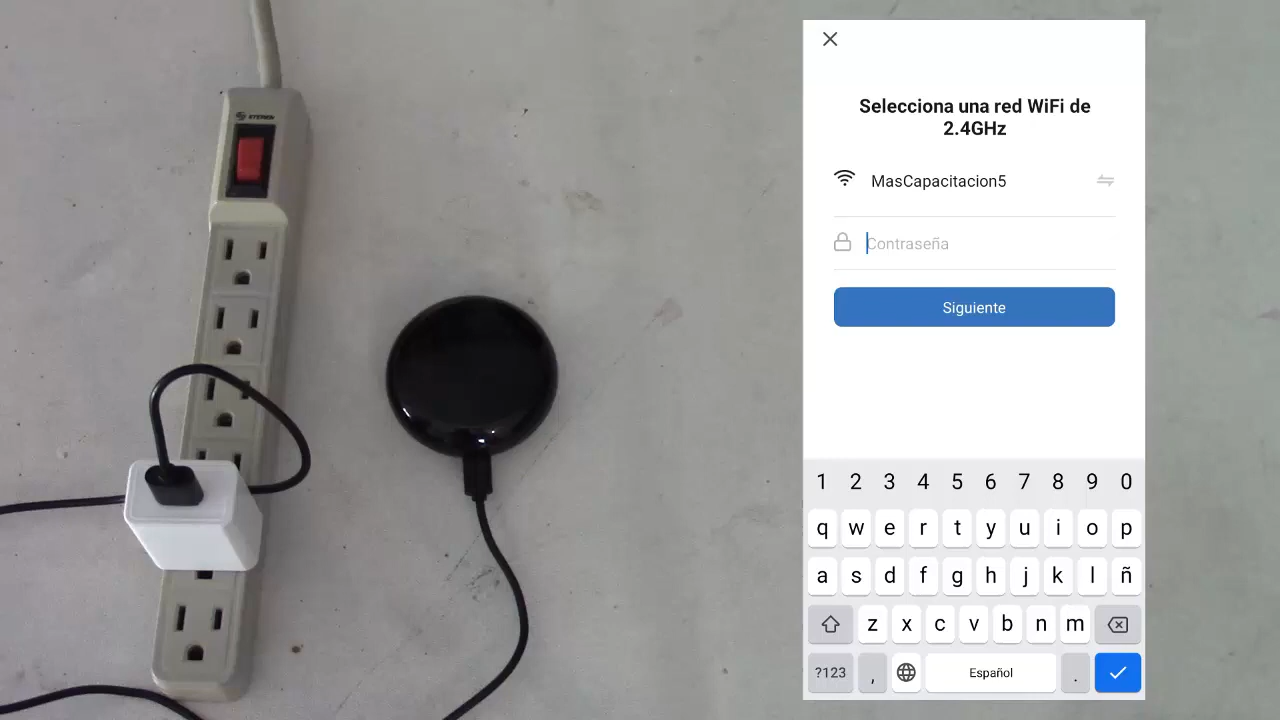 STEREN
Selecciona una red WiFi de
2.4GHz
MasCapacitacion5
Contraseña
Siguiente
1 2 3 4 5 6 7 8 9 0
q w e r t y u i o p
a s d f g h j k l ñ
z x c v b n m
?123 , Español .